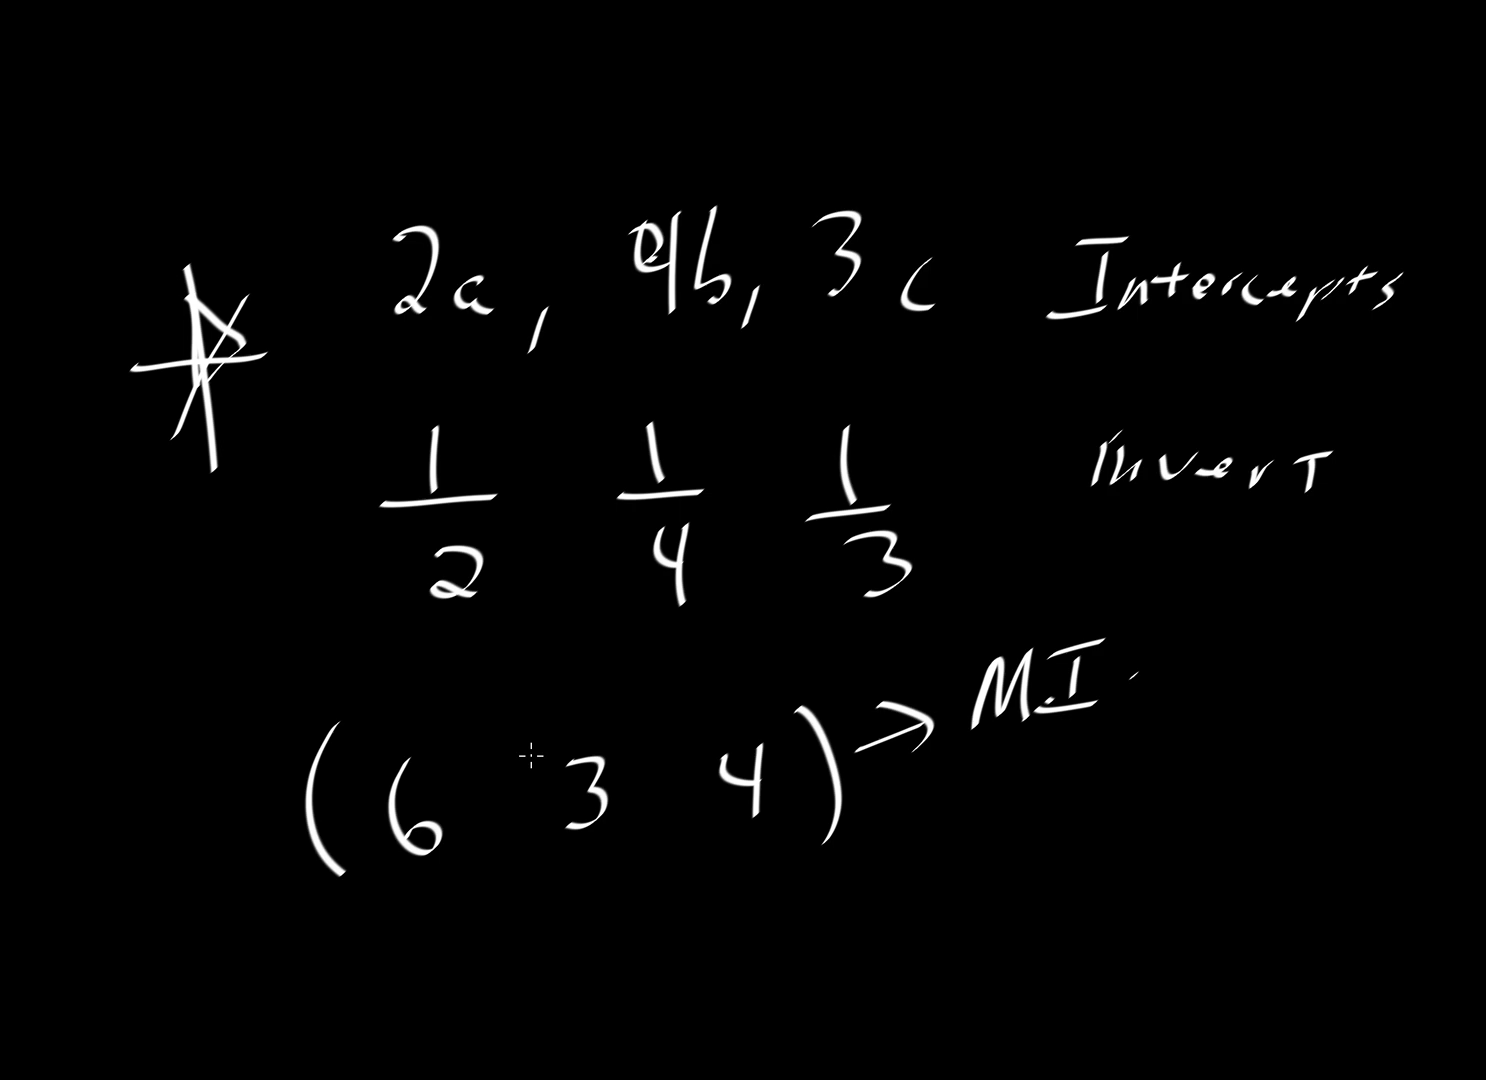 2a, 4b, 3c Intercepts
1/2 1/4 1/3 invert
(6 3 4) → M.I.